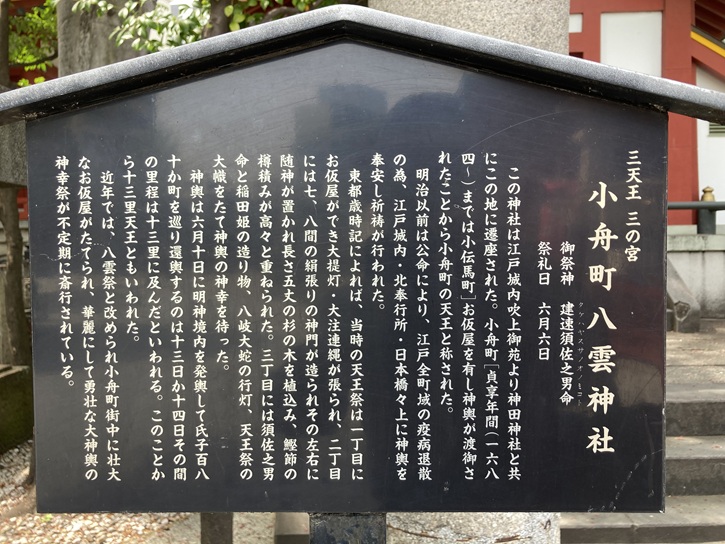 三天王 三の宮
小舟町八雲神社
御祭神 建速須佐之男命
タケハヤスサノオノミコト
祭礼日 六月六日
この神社は江戸城内吹上御苑より神田神社と共
にこの地に遷座された。小舟町[貞享年間(一六八
四~)までは小伝馬町]お仮屋を有し神輿が渡御さ
れたことから小舟町の天王と称された。
明治以前は公命により、江戸全町域の疫病退散
の為、江戸城内・北奉行所・日本橋々上に神輿を
奉安し祈祷が行われた。
東都歳時記によれば、当時の天王祭は一丁目に
お仮屋ができ大提灯・大注連縄が張られ、二丁目
には七、八間の絹張りの神門が造られその左右に
随神が置かれ長さ五丈の杉の木を植込み、鰹節の
樽積みが高々と重ねられた。三丁目には須佐之男
命と稲田姫の造り物、八岐大蛇の行灯、天王祭の
大幟をたて神輿の神幸を待った。
神輿は六月十日に明神境内を発輿して氏子百八
十か町を巡り還輿するのは十三日か十四日その間
の里程は十三里に及んだといわれる。このことか
ら十三里天王ともいわれた。
近年では、八雲祭と改められ小舟町街中に壮大
なお仮屋がたてられ、華麗にして勇壮な大神輿の
神幸祭が不定期に斎行されている。